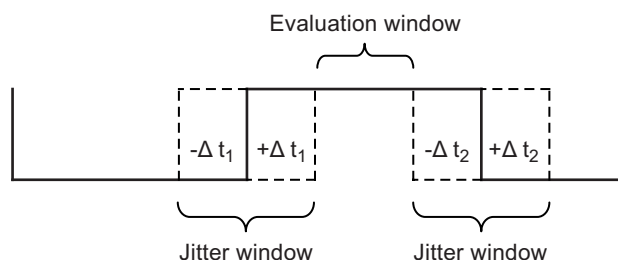 Evaluation window
-Δ t₁ +Δ t₁ -Δ t₂ +Δ t₂
Jitter window Jitter window